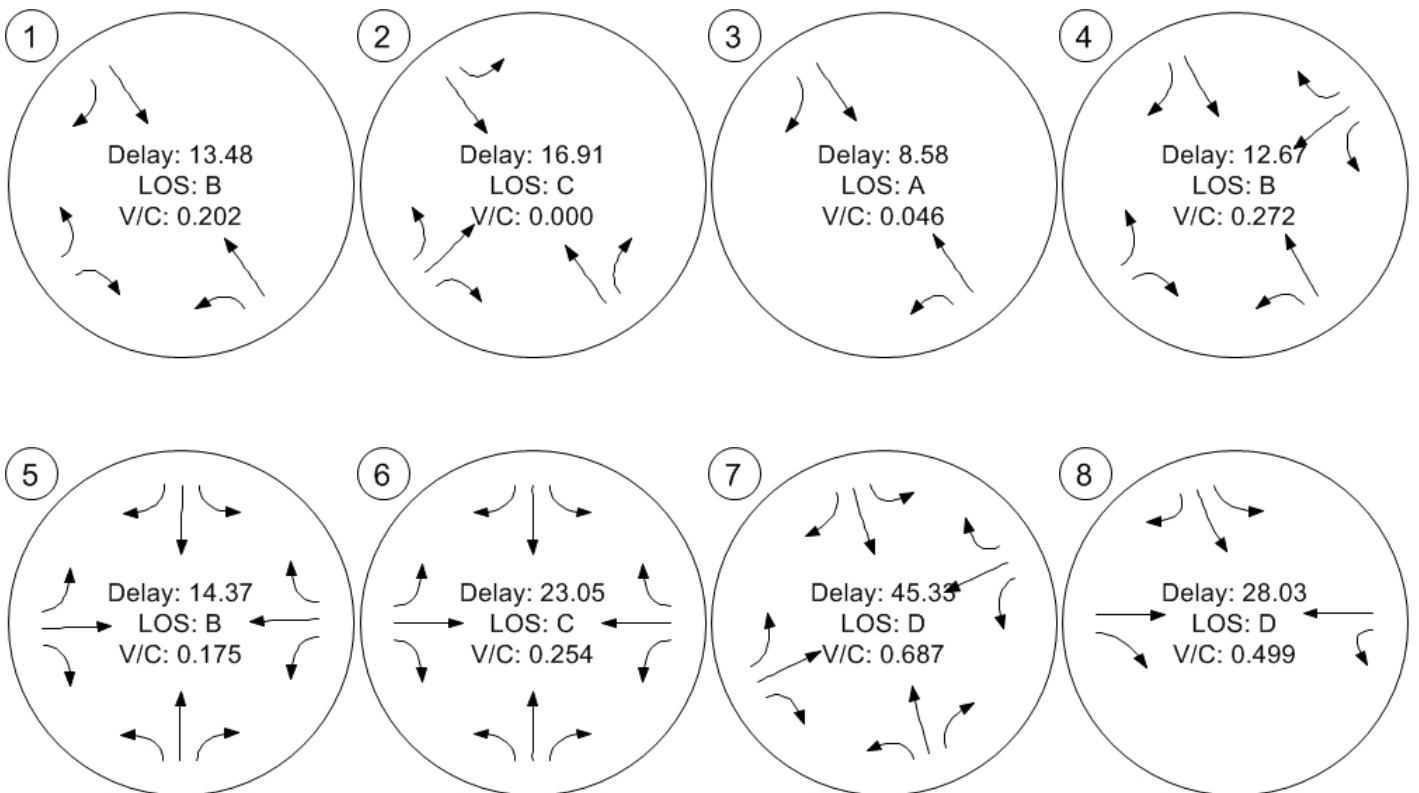 1
Delay: 13.48
LOS: B
V/C: 0.202
2
Delay: 16.91
LOS: C
V/C: 0.000
3
Delay: 8.58
LOS: A
V/C: 0.046
4
Delay: 12.67
LOS: B
V/C: 0.272
5
Delay: 14.37
LOS: B
V/C: 0.175
6
Delay: 23.05
LOS: C
V/C: 0.254
7
Delay: 45.33
LOS: D
V/C: 0.687
8
Delay: 28.03
LOS: D
V/C: 0.499